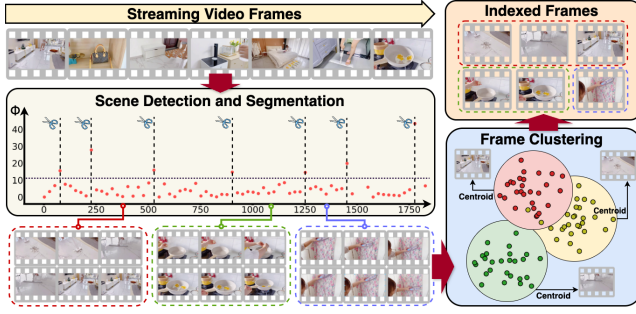 Streaming Video Frames
Scene Detection and Segmentation
Φ
40
30
20
10
0
0
250
500
750
1000
1250
1500
1750
Indexed Frames
Frame Clustering
Centroid
Centroid
Centroid